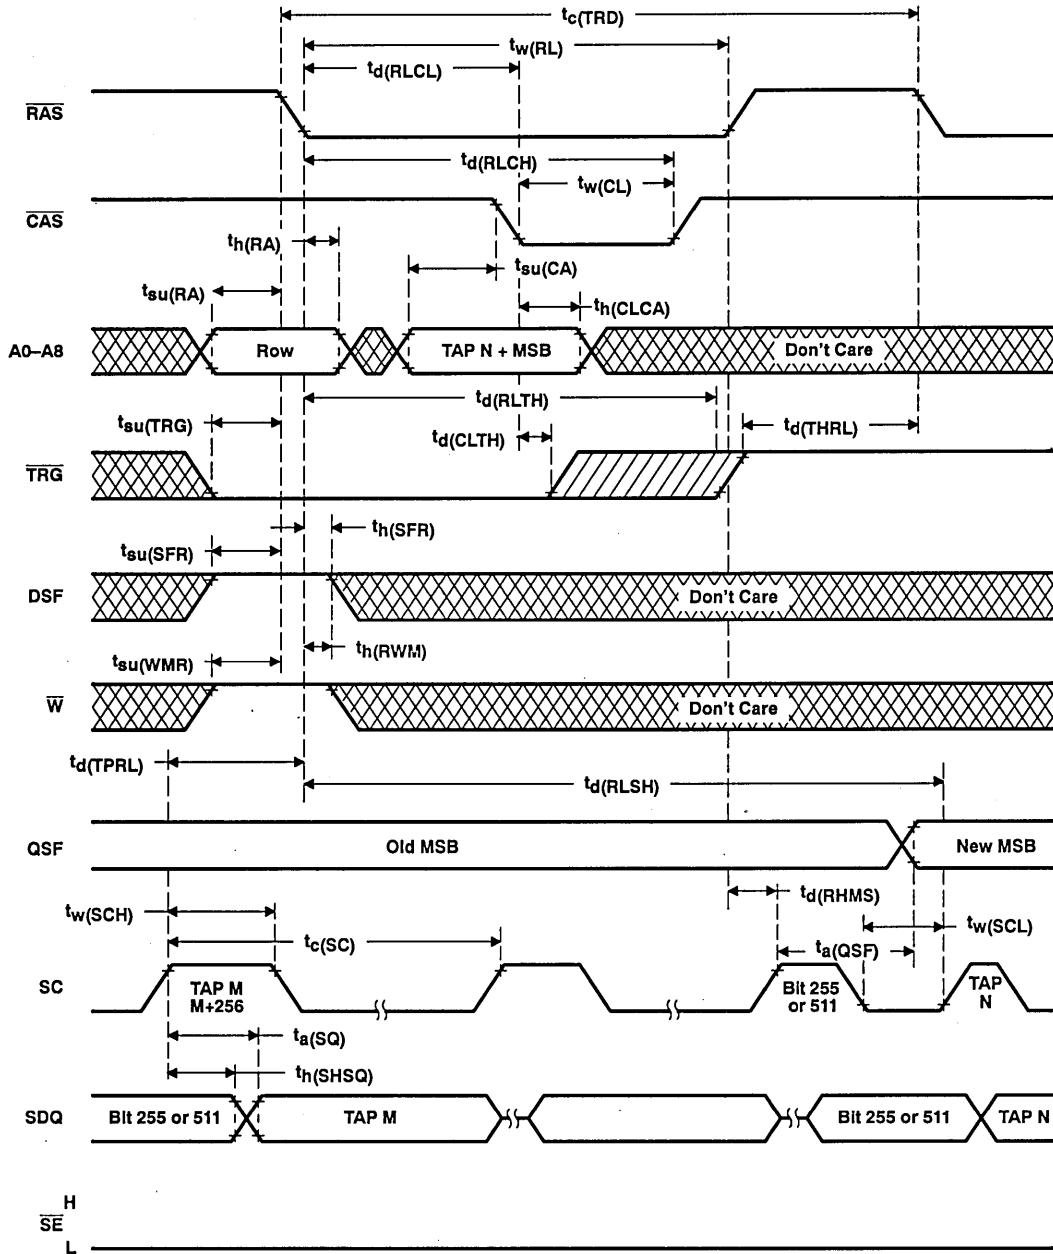 tc(TRD)
tw(RL)
td(RLCL)
R̅A̅S̅
td(RLCH)
tw(CL)
C̅A̅S̅
th(RA)
tsu(CA)
tsu(RA)
th(CLCA)
A0–A8
Row
TAP N + MSB
Don't Care
td(RLTH)
tsu(TRG)
td(CLTH)
td(THRL)
T̅R̅G̅
th(SFR)
tsu(SFR)
DSF
Don't Care
th(RWM)
tsu(WMR)
W̅
Don't Care
td(TPRL)
td(RLSH)
QSF
Old MSB
New MSB
td(RHMS)
tw(SCH)
tw(SCL)
tc(SC)
ta(QSF)
SC
TAP M
M+256
Bit 255
or 511
TAP
N
ta(SQ)
th(SHSQ)
SDQ
Bit 255 or 511
TAP M
Bit 255 or 511
TAP N
H
S̅E̅
L